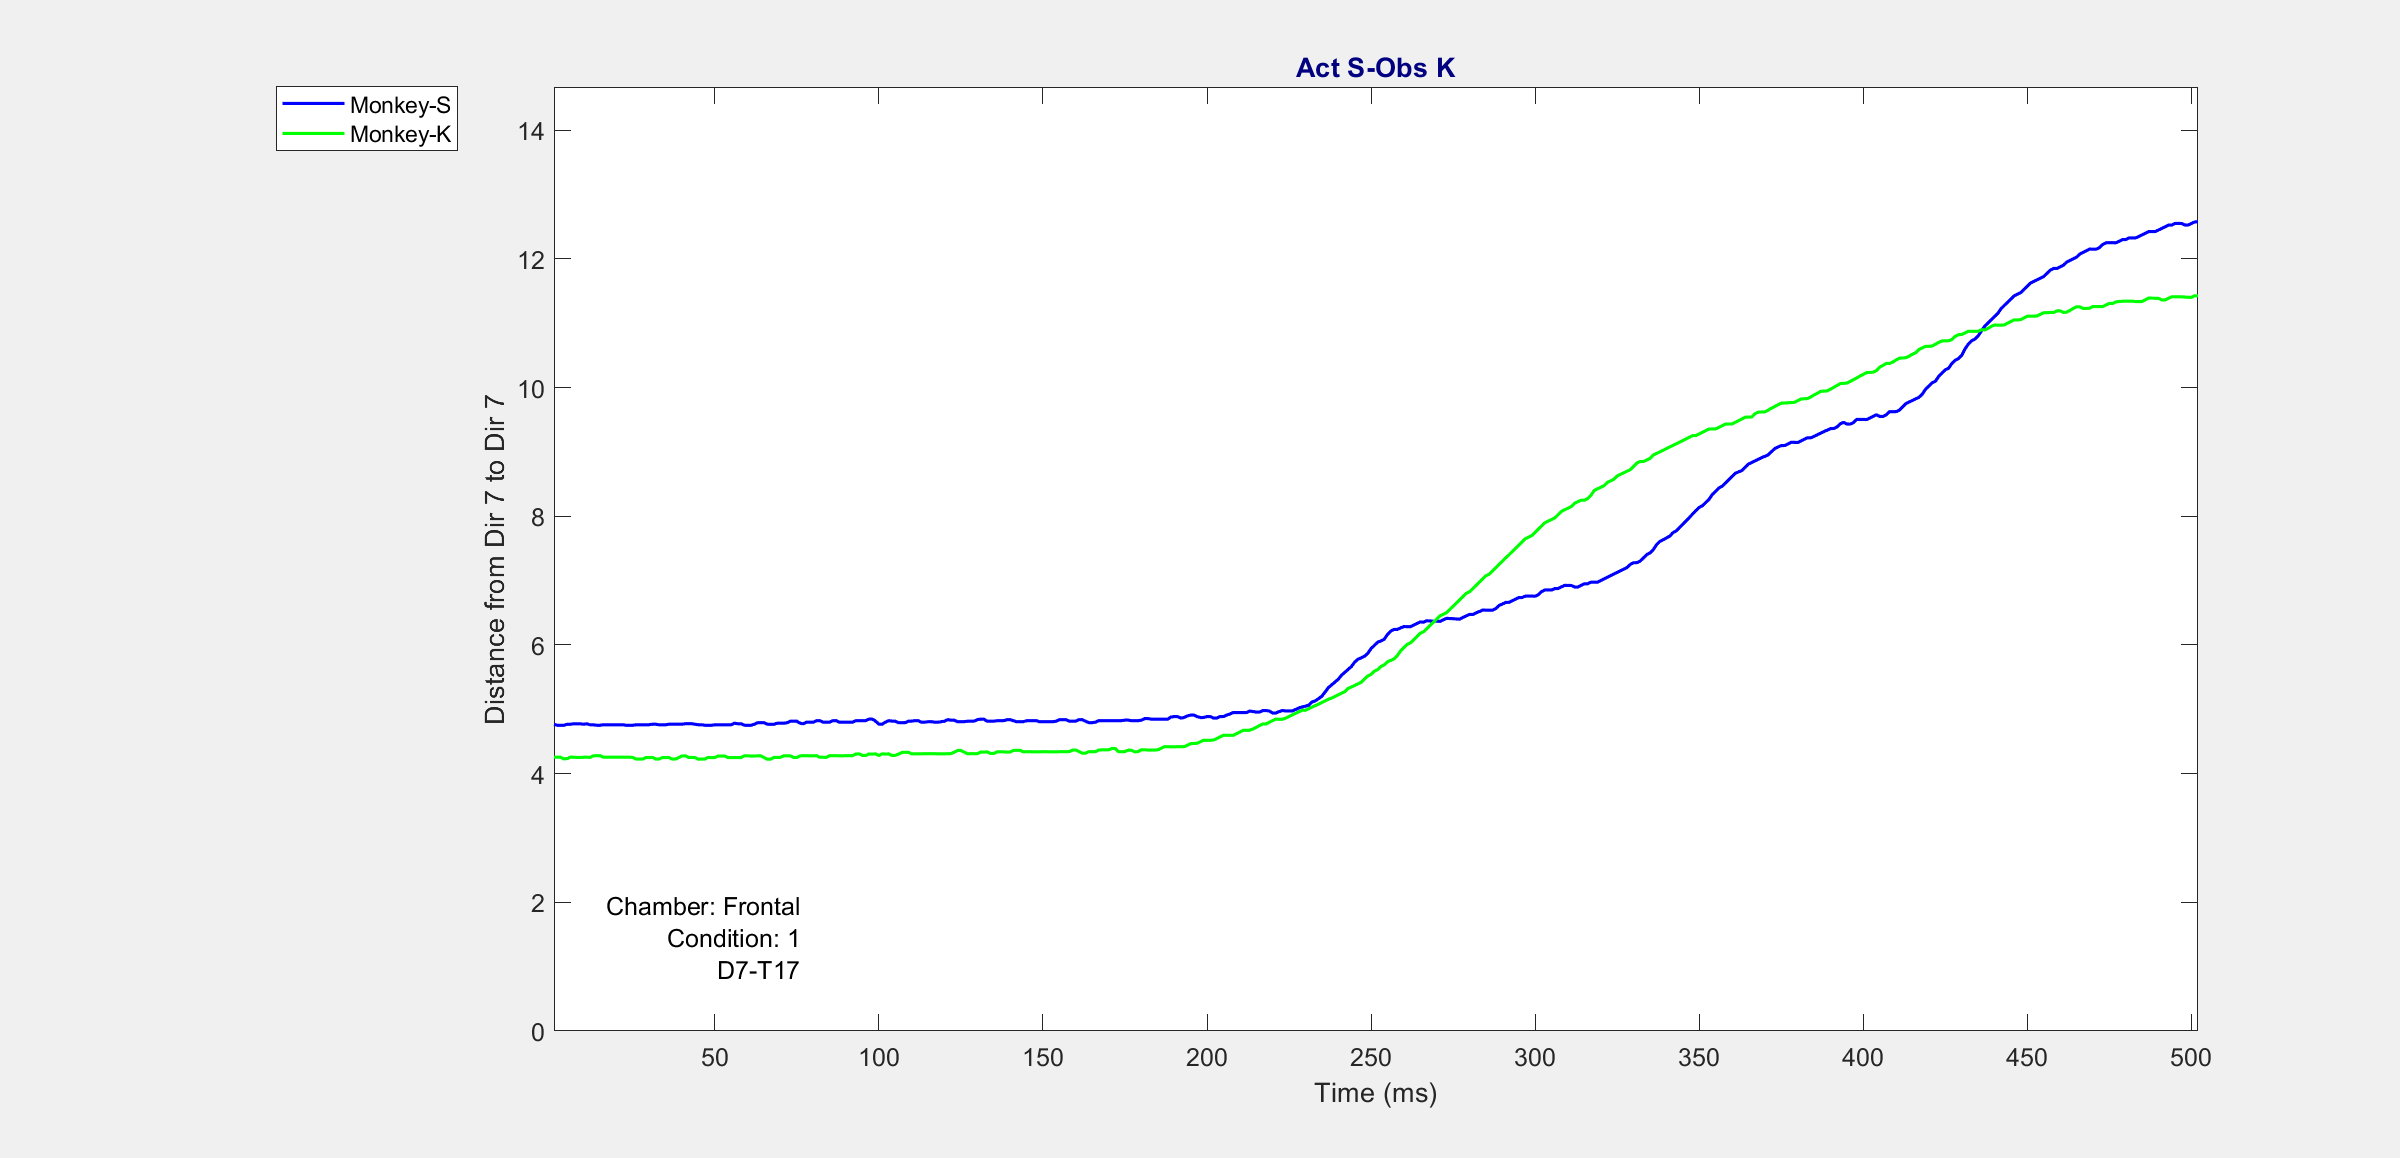 Act S-Obs K
Monkey-S
Monkey-K
14
12
10
8
6
4
2
0
Distance from Dir 7 to Dir 7
Chamber: Frontal
Condition: 1
D7-T17
50 100 150 200 250 300 350 400 450 500
Time (ms)